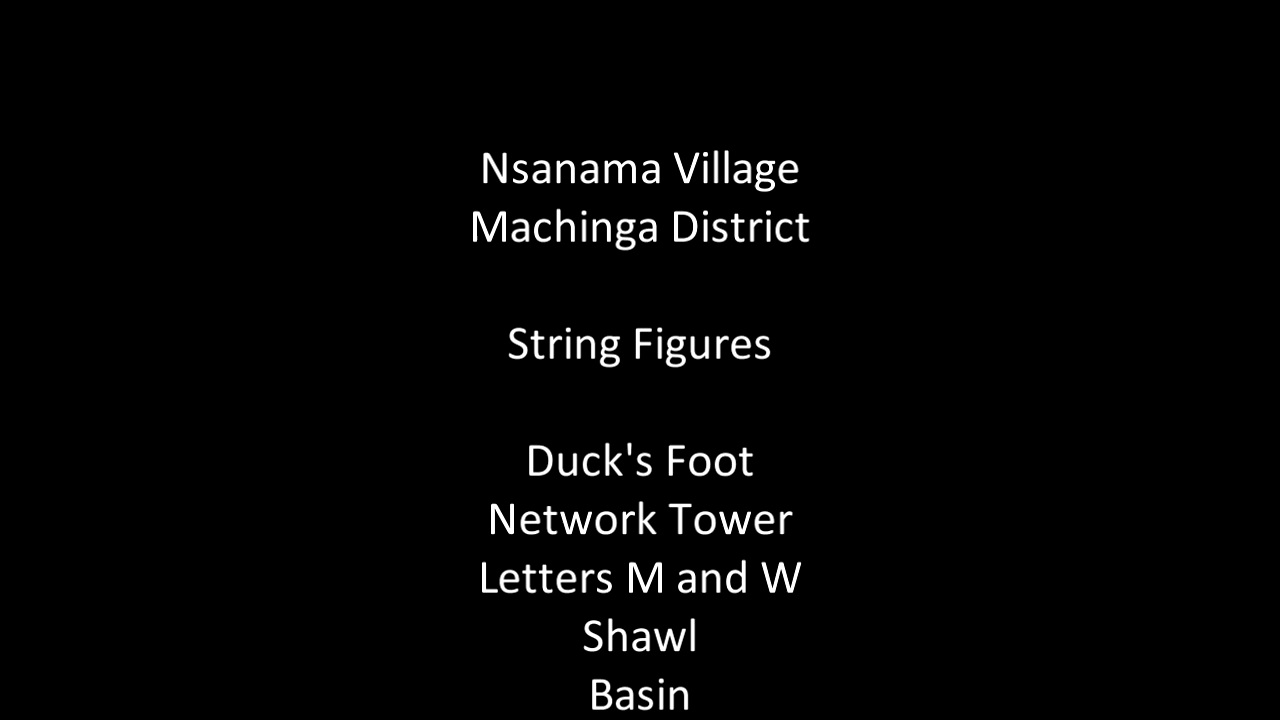 Nsanama Village
Machinga District
String Figures
Duck's Foot
Network Tower
Letters M and W
Shawl
Basin